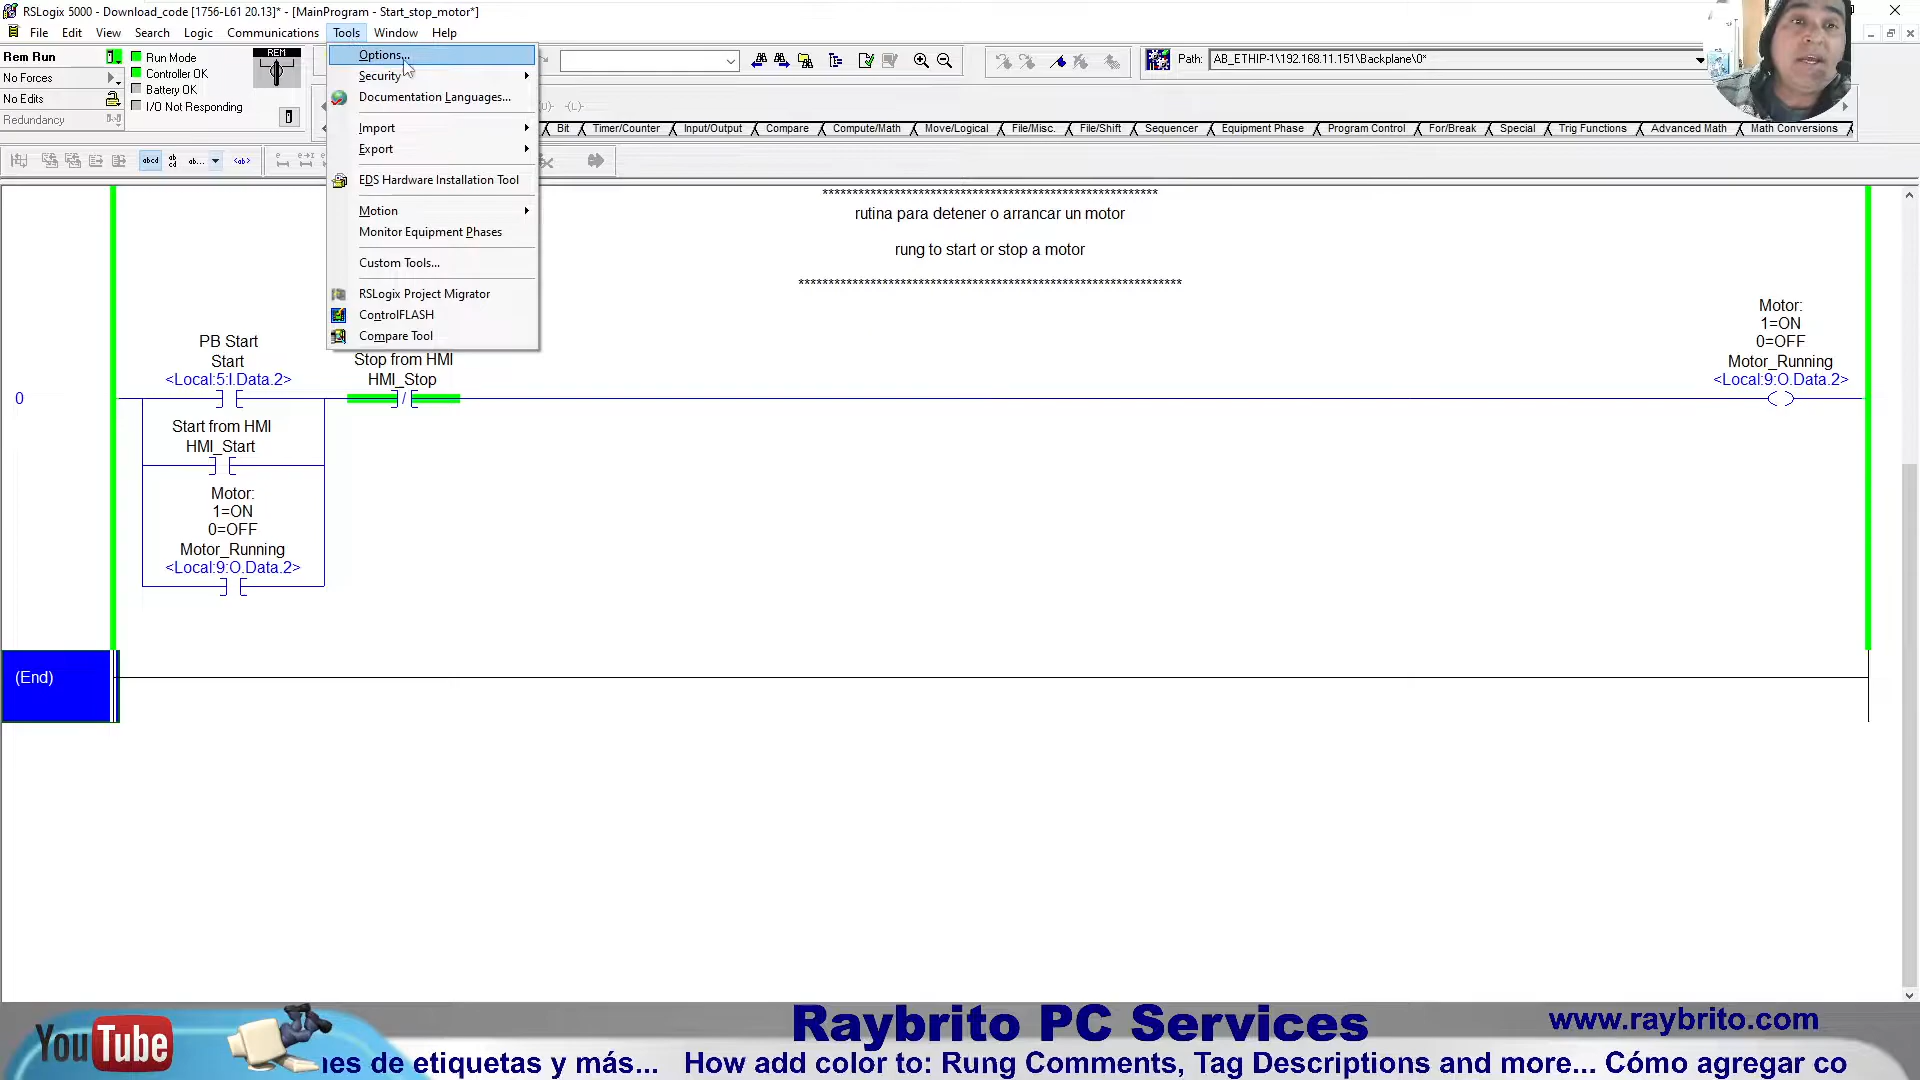 RSLogix 5000 - Download_code [1756-L61 20.13]* - [MainProgram - Start_stop_motor*]
File Edit View Search Logic Communications Tools Window Help
Rem Run
No Forces
No Edits
Redundancy
Run Mode
Controller OK
Battery OK
I/O Not Responding
REM
Path: AB_ETHIP-1\192.168.11.151\Backplane\0*
-(L)-
Bit Timer/Counter Input/Output Compare Compute/Math Move/Logical File/Misc. File/Shift Sequencer Equipment Phase Program Control For/Break Special Trig Functions Advanced Math Math Conversions
abcd
ab cd
ab...
<ab>
Options...
Security
Documentation Languages...
Import
Export
EDS Hardware Installation Tool
Motion
Monitor Equipment Phases
Custom Tools...
RSLogix Project Migrator
ControlFLASH
Compare Tool
rutina para detener o arrancar un motor
rung to start or stop a motor
PB Start
Start
<Local:5:I.Data.2>
Stop from HMI
HMI_Stop
Motor:
1=ON
0=OFF
Motor_Running
<Local:9:O.Data.2>
0
Start from HMI
HMI_Start
Motor:
1=ON
0=OFF
Motor_Running
<Local:9:O.Data.2>
(End)
YouTube
Raybrito PC Services
www.raybrito.com
nes de etiquetas y más... How add color to: Rung Comments, Tag Descriptions and more... Cómo agregar co